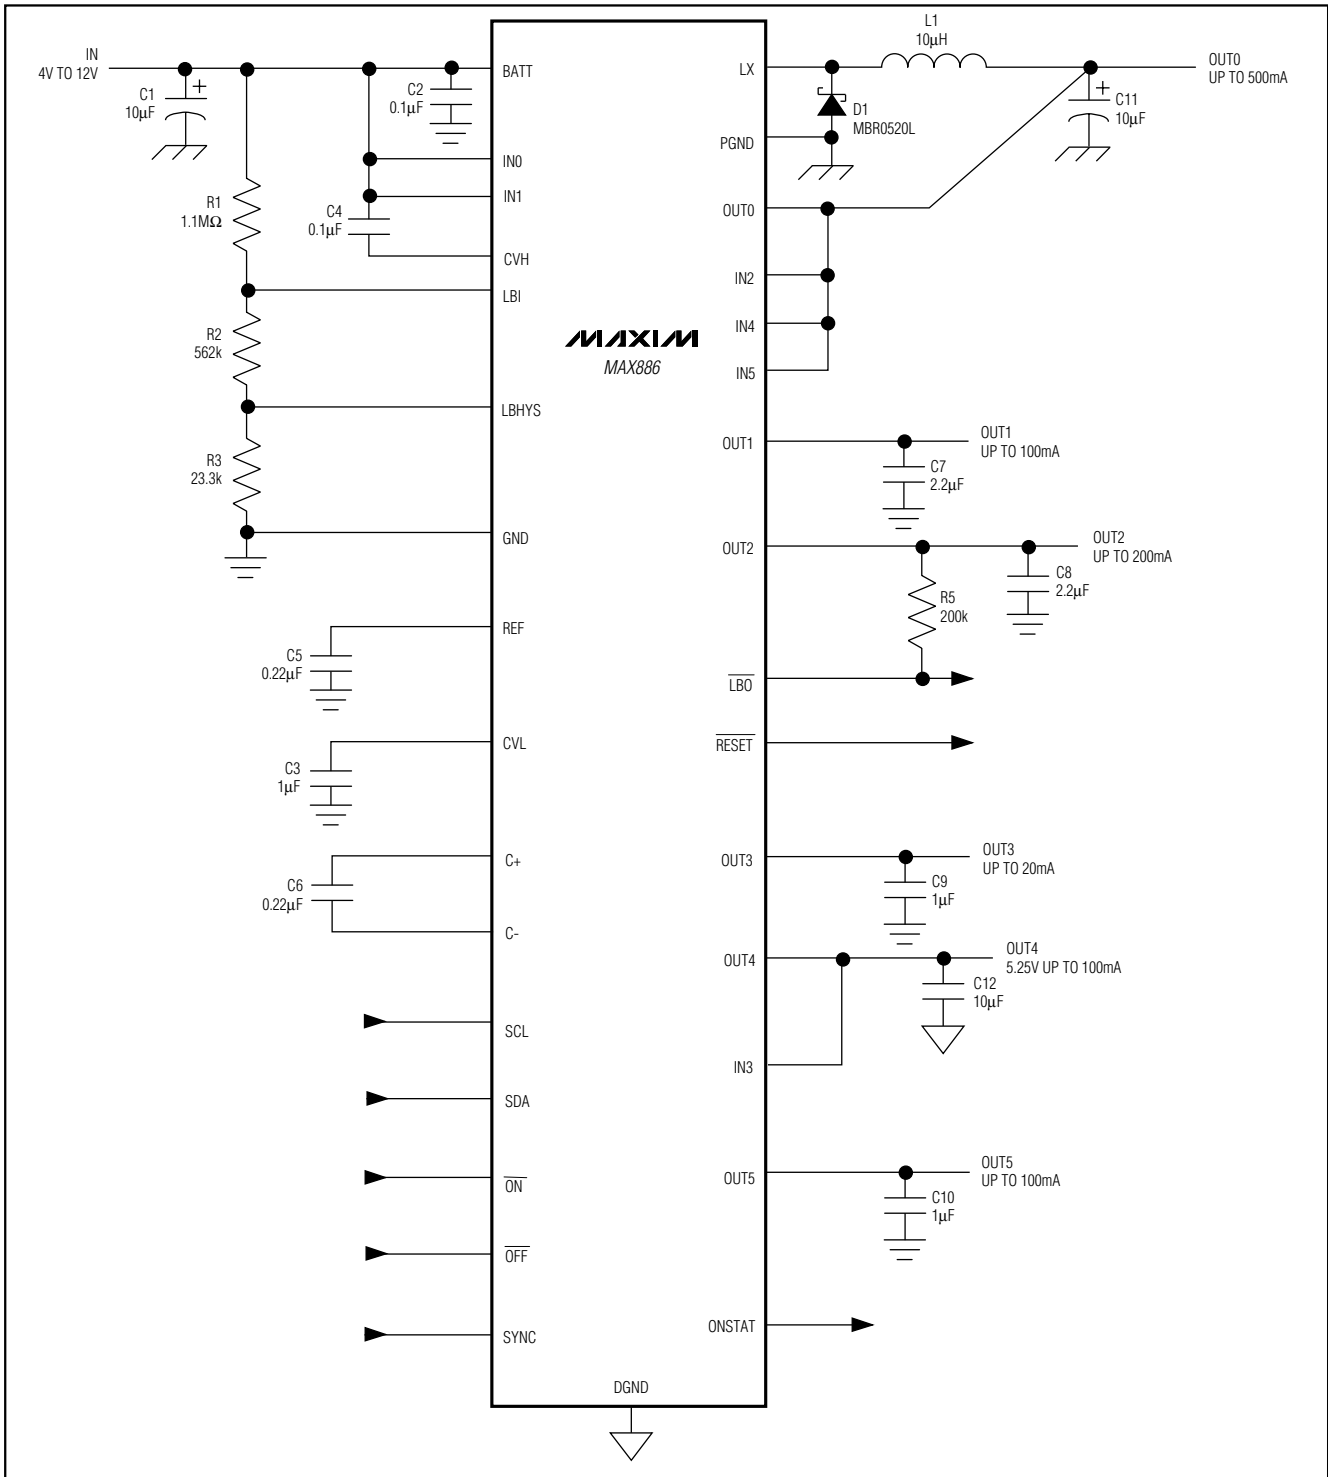 IN
4V TO 12V
C1
10µF
+
R1
1.1MΩ
R2
562k
R3
23.3k
C2
0.1µF
C4
0.1µF
C5
0.22µF
C3
1µF
C6
0.22µF
BATT
IN0
IN1
CVH
LBI
LBHYS
GND
REF
CVL
C+
C-
SCL
SDA
ON
OFF
SYNC
MAXIM
MAX886
DGND
LX
PGND
OUT0
IN2
IN4
IN5
OUT1
OUT2
LBO
RESET
OUT3
OUT4
IN3
OUT5
ONSTAT
L1
10µH
D1
MBR0520L
+
C11
10µF
OUT0
UP TO 500mA
OUT1
UP TO 100mA
C7
2.2µF
OUT2
UP TO 200mA
C8
2.2µF
R5
200k
OUT3
UP TO 20mA
C9
1µF
OUT4
5.25V UP TO 100mA
C12
10µF
OUT5
UP TO 100mA
C10
1µF